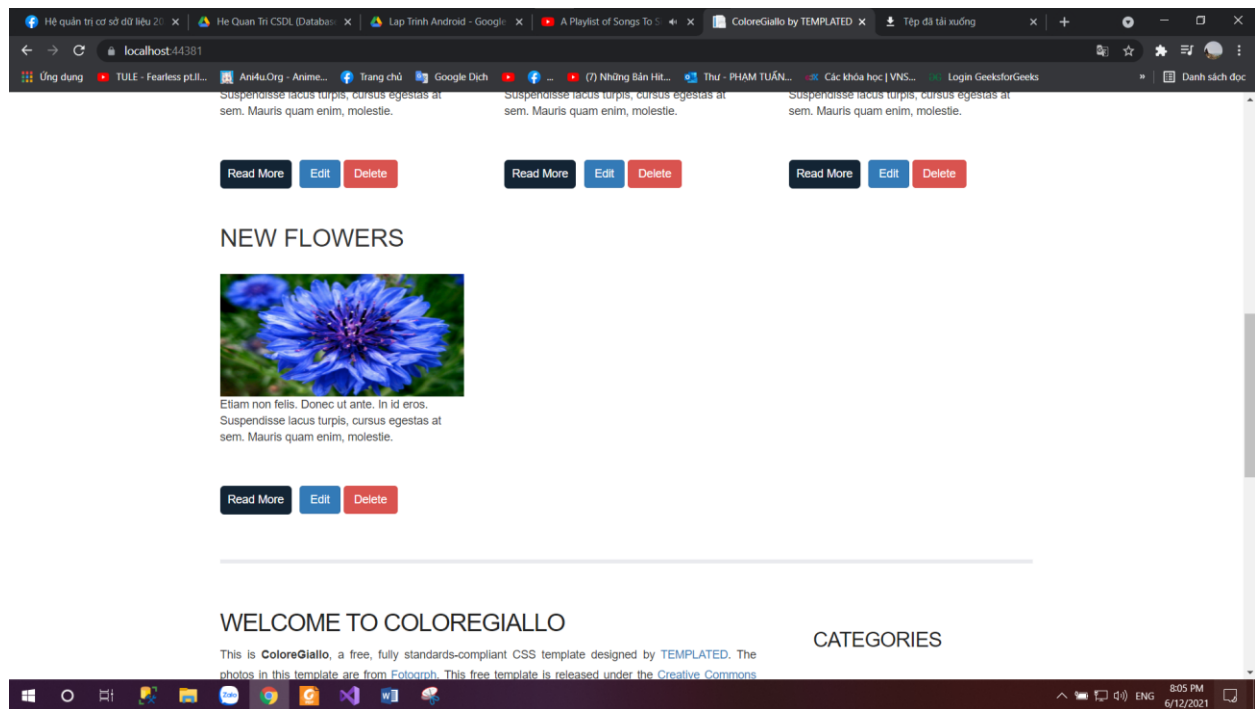 Hệ quản trị cơ sở dữ liệu 20
He Quan Tri CSDL (Databas
Lap Trinh Android - Google
A Playlist of Songs To S
ColoreGiallo by TEMPLATED
Tệp đã tải xuống
localhost:44381
Ứng dụng
TULE - Fearless pt.II...
Ani4u.Org - Anime...
Trang chủ
Google Dịch
...
(7) Những Bản Hit...
Thư - PHAM TUẤN...
Các khóa học | VNS...
Login GeeksforGeeks
»
Danh sách đọc
Suspendisse lacus turpis, cursus egestas at
sem. Mauris quam enim, molestie.
Suspendisse lacus turpis, cursus egestas at
sem. Mauris quam enim, molestie.
Suspendisse lacus turpis, cursus egestas at
sem. Mauris quam enim, molestie.
Read More Edit Delete
Read More Edit Delete
Read More Edit Delete
NEW FLOWERS
Etiam non felis. Donec ut ante. In id eros.
Suspendisse lacus turpis, cursus egestas at
sem. Mauris quam enim, molestie.
Read More Edit Delete
WELCOME TO COLOREGIALLO
This is ColoreGiallo, a free, fully standards-compliant CSS template designed by TEMPLATED. The
photos in this template are from Fotogrph. This free template is released under the Creative Commons
CATEGORIES
Zalo
ENG
8:05 PM
6/12/2021